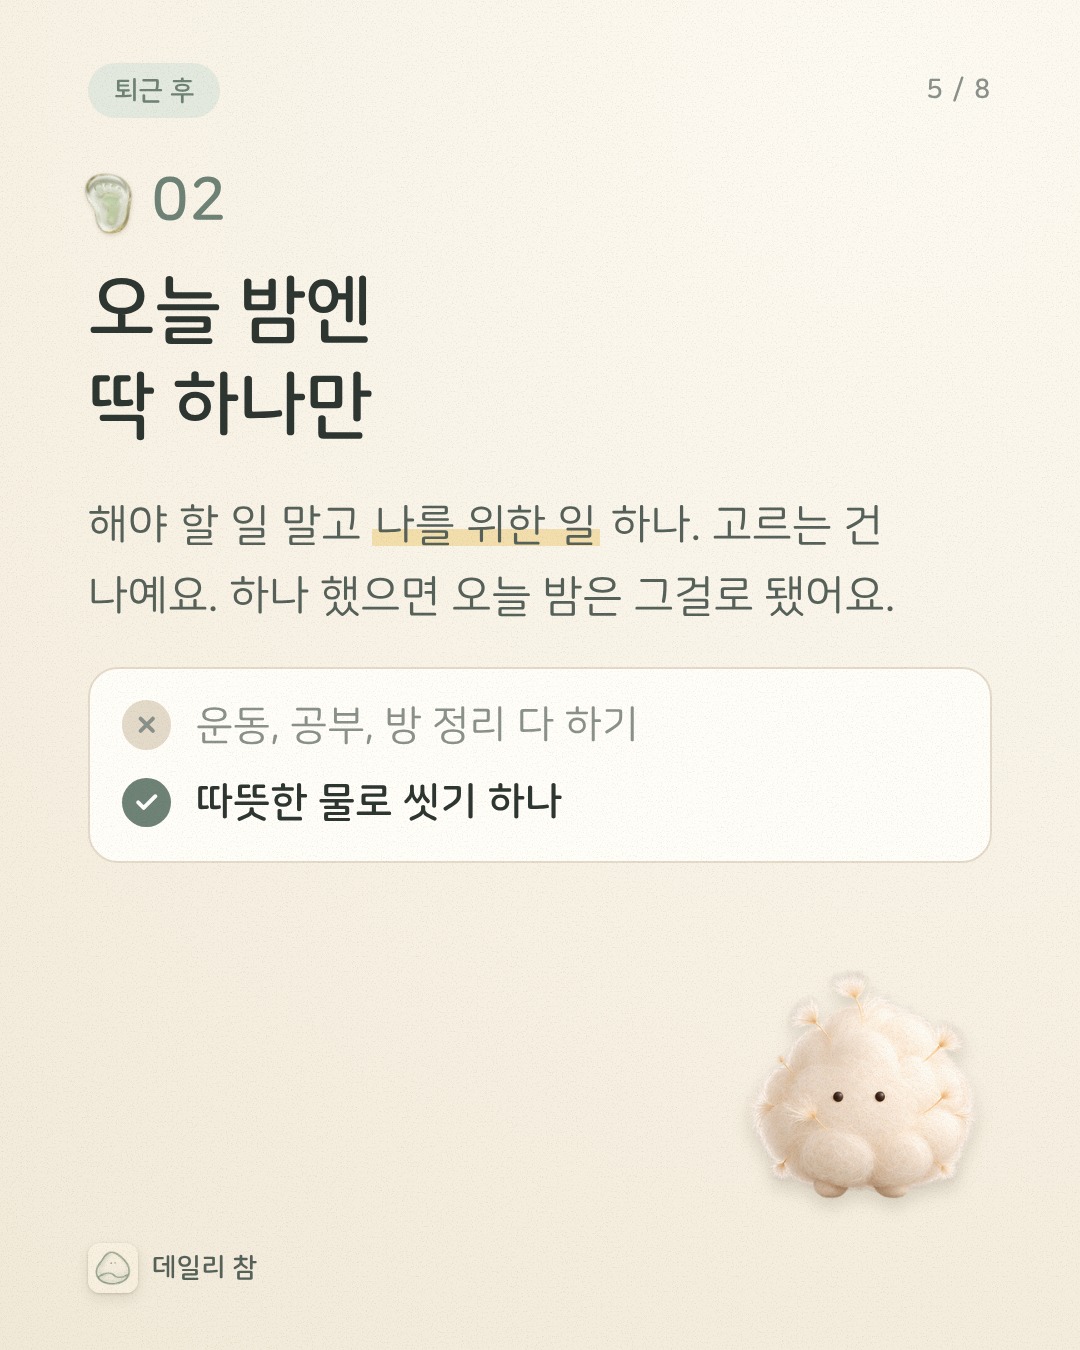 퇴근 후
5 / 8
02
오늘 밤엔
딱 하나만
해야 할 일 말고 나를 위한 일 하나. 고르는 건
나예요. 하나 했으면 오늘 밤은 그걸로 됐어요.
운동, 공부, 방 정리 다 하기
따뜻한 물로 씻기 하나
데일리 참